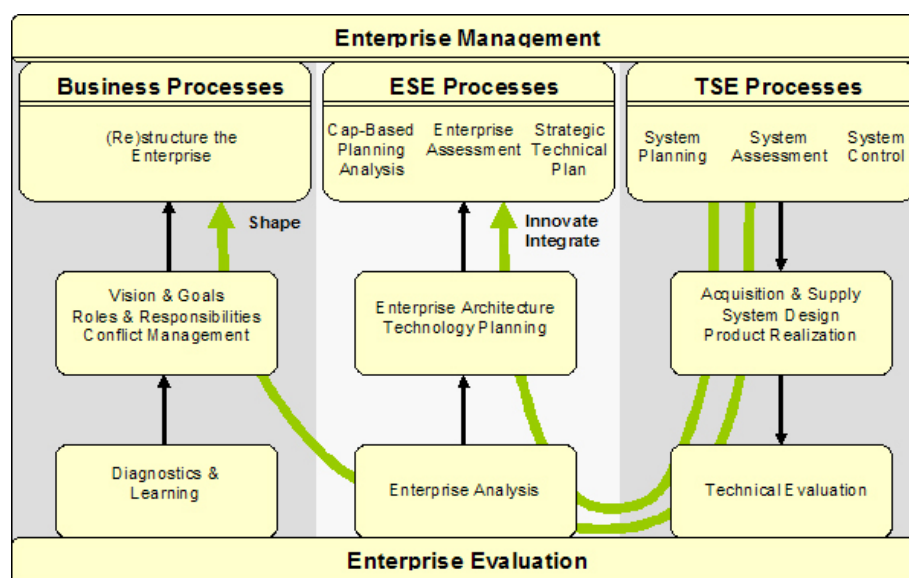 Enterprise Management
Business Processes
(Re)structure the
Enterprise
ESE Processes
Cap-Based
Planning
Analysis
Enterprise
Assessment
Strategic
Technical
Plan
TSE Processes
System
Planning
System
Assessment
System
Control
Shape
Innovate
Integrate
Vision & Goals
Roles & Responsibilities
Conflict Management
Enterprise Architecture
Technology Planning
Acquisition & Supply
System Design
Product Realization
Diagnostics &
Learning
Enterprise Analysis
Technical Evaluation
Enterprise Evaluation